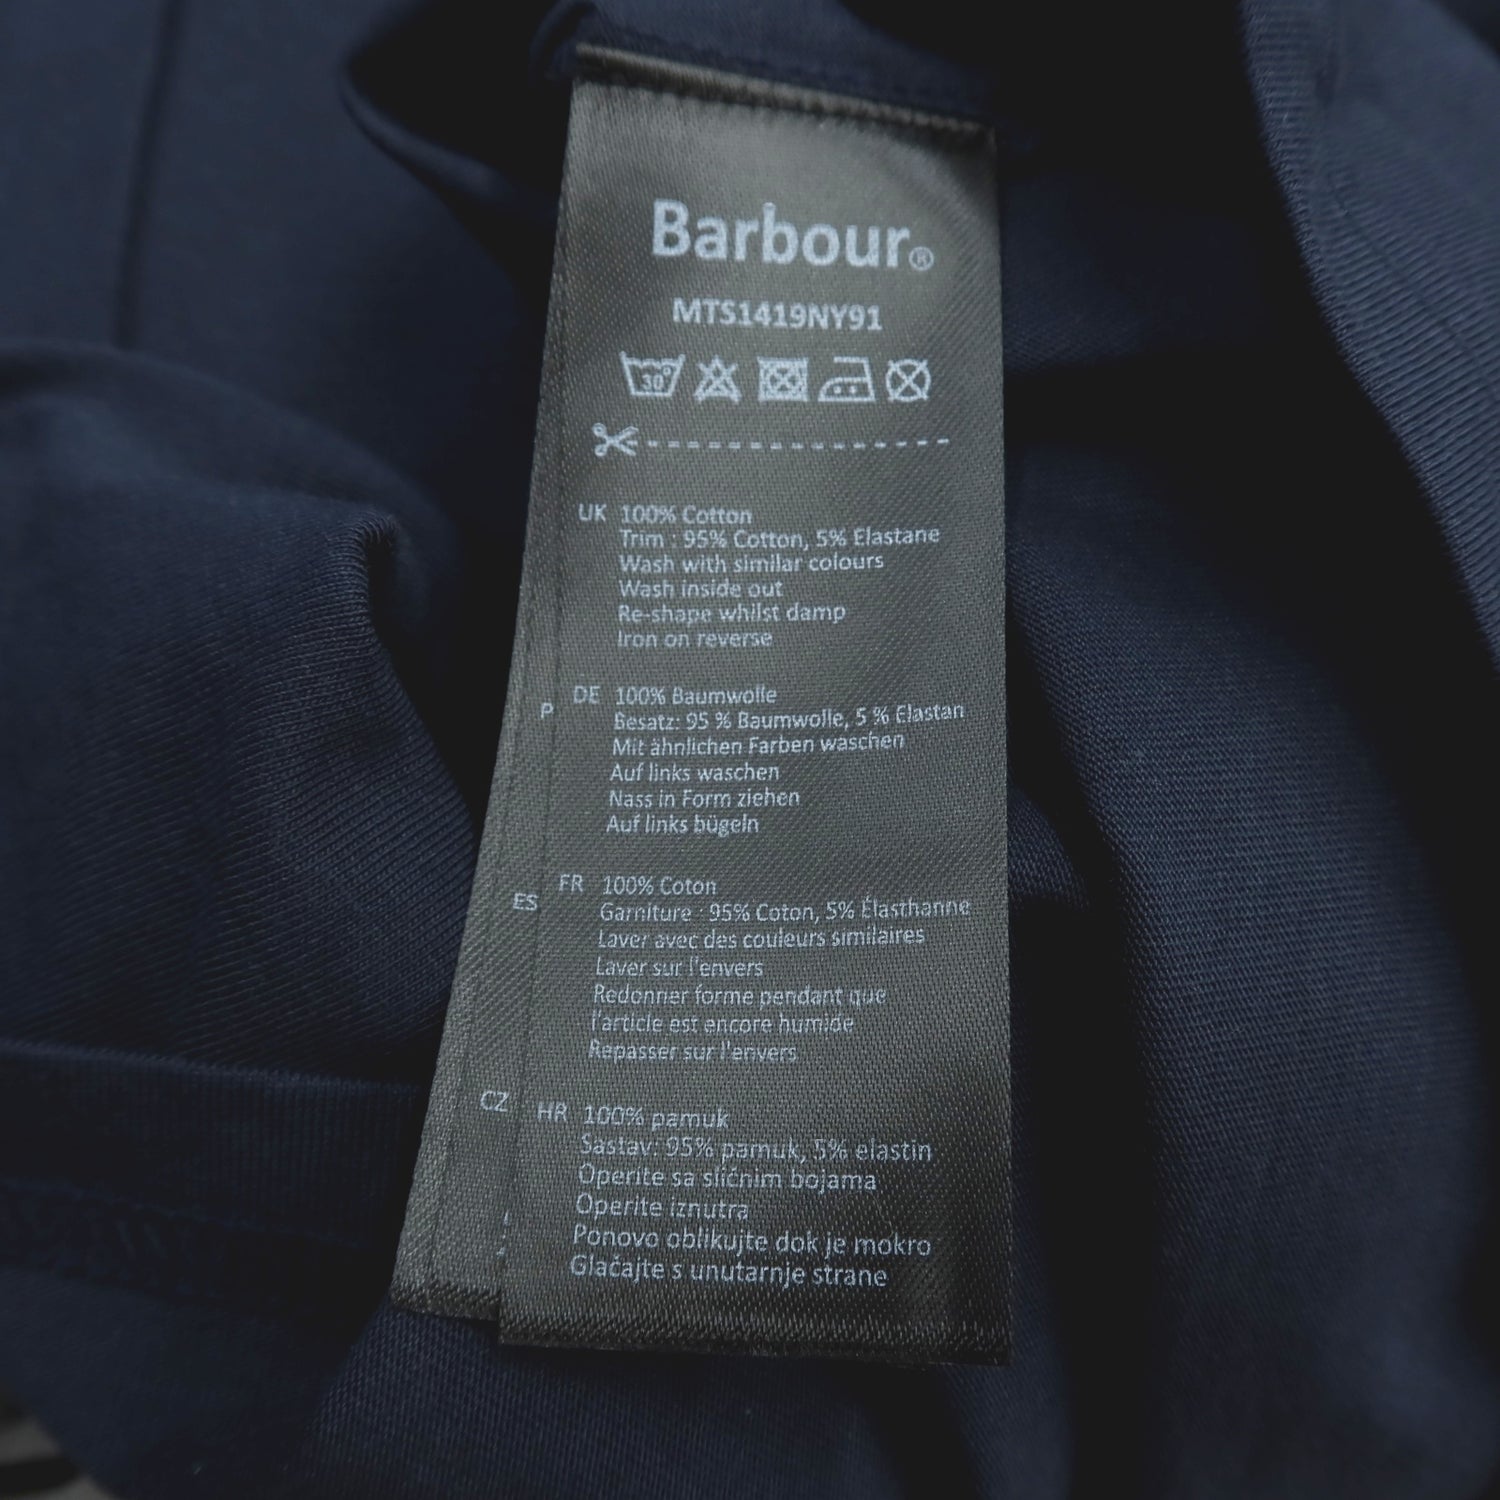 Barbour®
MTS1419NY91
30°
UK 100% Cotton
Trim : 95% Cotton, 5% Elastane
Wash with similar colours
Wash inside out
Re-shape whilst damp
Iron on reverse
P
DE 100% Baumwolle
Besatz: 95 % Baumwolle, 5 % Elastan
Mit ähnlichen Farben waschen
Auf links waschen
Nass in Form ziehen
Auf links bügeln
ES
FR 100% Coton
Garniture : 95% Coton, 5% Élasthanne
Laver avec des couleurs similaires
Laver sur l'envers
Redonner forme pendant que
l'article est encore humide
Repasser sur l'envers
CZ
HR 100% pamuk
Sastav: 95% pamuk, 5% elastin
Operite sa sličnim bojama
Operite iznutra
Ponovo oblikujte dok je mokro
Glačajte s unutarnje strane